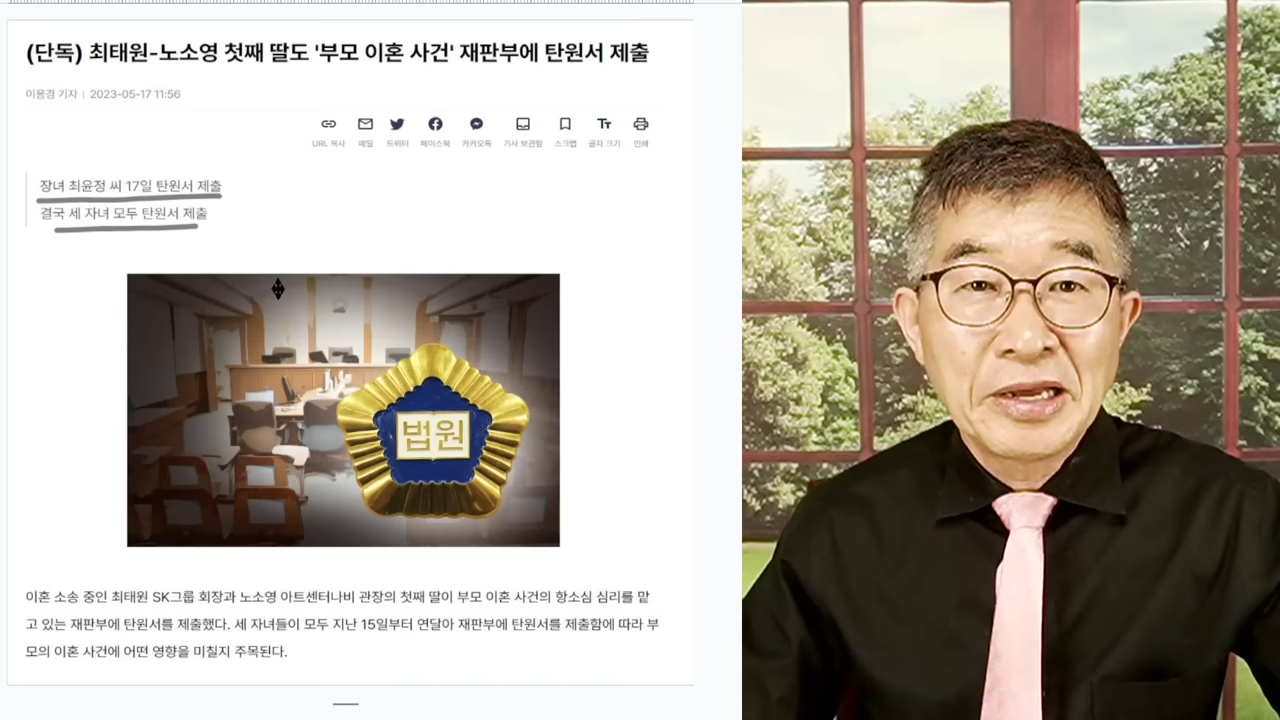 (단독) 최태원-노소영 첫째 딸도 '부모 이혼 사건' 재판부에 탄원서 제출
이용경 기자 | 2023-05-17 11:56
URL 복사 메일 트위터 페이스북 카카오톡 기사 보관함 스크랩 글자 크기 인쇄
장녀 최윤정 씨 17일 탄원서 제출
결국 세 자녀 모두 탄원서 제출
법원
이혼 소송 중인 최태원 SK그룹 회장과 노소영 아트센터나비 관장의 첫째 딸이 부모 이혼 사건의 항소심 심리를 맡
고 있는 재판부에 탄원서를 제출했다. 세 자녀들이 모두 지난 15일부터 연달아 재판부에 탄원서를 제출함에 따라 부
모의 이혼 사건에 어떤 영향을 미칠지 주목된다.